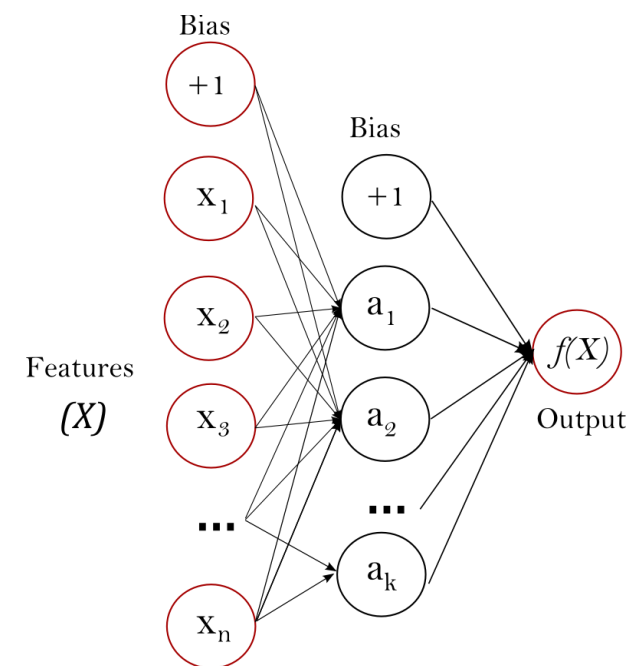 Bias
+1
Bias
x₁
+1
x₂
a₁
f(X)
Features
(X)
x₃
a₂
Output
...
...
aₖ
xₙ